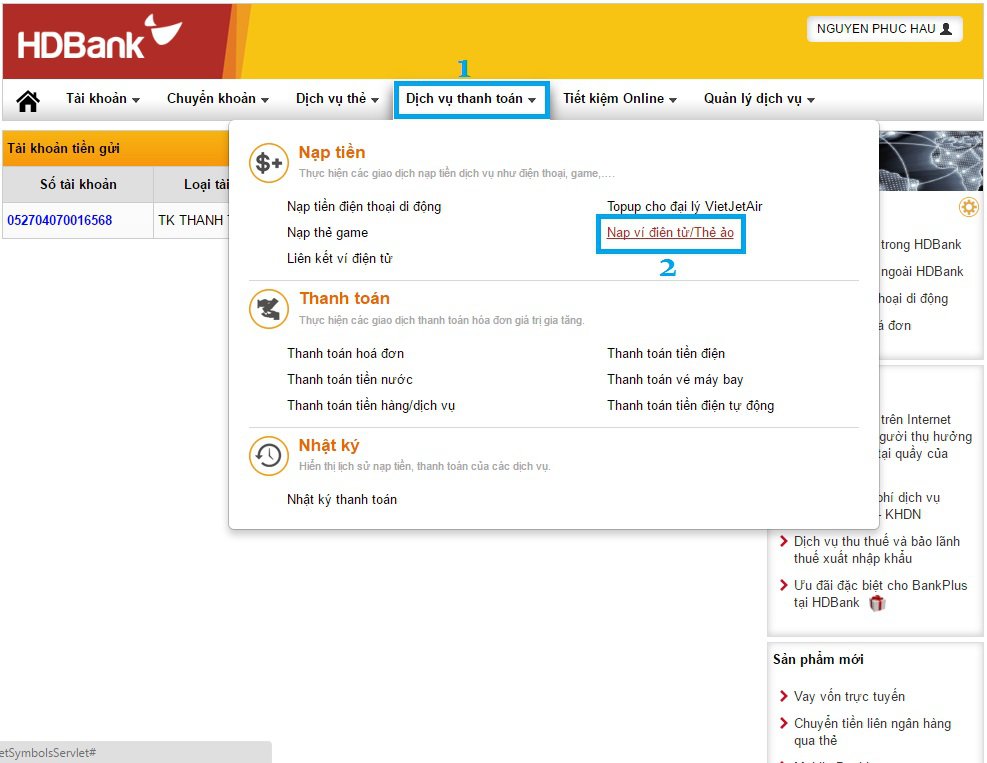 HDBank
NGUYEN PHUC HAU
1
Tài khoản
Chuyển khoản
Dịch vụ thẻ
Dịch vụ thanh toán
Tiết kiệm Online
Quản lý dịch vụ
Tài khoản tiền gửi
Số tài khoản
Loại tài
052704070016568
TK THANH
Nạp tiền
Thực hiện các giao dịch nạp tiền dịch vụ như điện thoại, game,....
Nạp tiền điện thoại di động
Topup cho đại lý VietJetAir
Nạp thẻ game
Nạp ví điện tử/Thẻ ảo
Liên kết ví điện tử
2
Thanh toán
Thực hiện các giao dịch thanh toán hóa đơn giá trị gia tăng.
Thanh toán hoá đơn
Thanh toán tiền điện
Thanh toán tiền nước
Thanh toán vé máy bay
Thanh toán tiền hàng/dịch vụ
Thanh toán tiền điện tự động
Nhật ký
Hiển thị lịch sử nạp tiền, thanh toán của các dịch vụ.
Nhật ký thanh toán
trong HDBank
ngoài HDBank
di động
đơn
trên Internet
thụ hưởng
tại quầy của
phí dịch vụ
- KHDN
Dịch vụ thu thuế và bảo lãnh
thuế xuất nhập khẩu
Ưu đãi đặc biệt cho BankPlus
tại HDBank
Sản phẩm mới
Vay vốn trực tuyến
Chuyển tiền liên ngân hàng
qua thẻ
etSymbolsServlet#